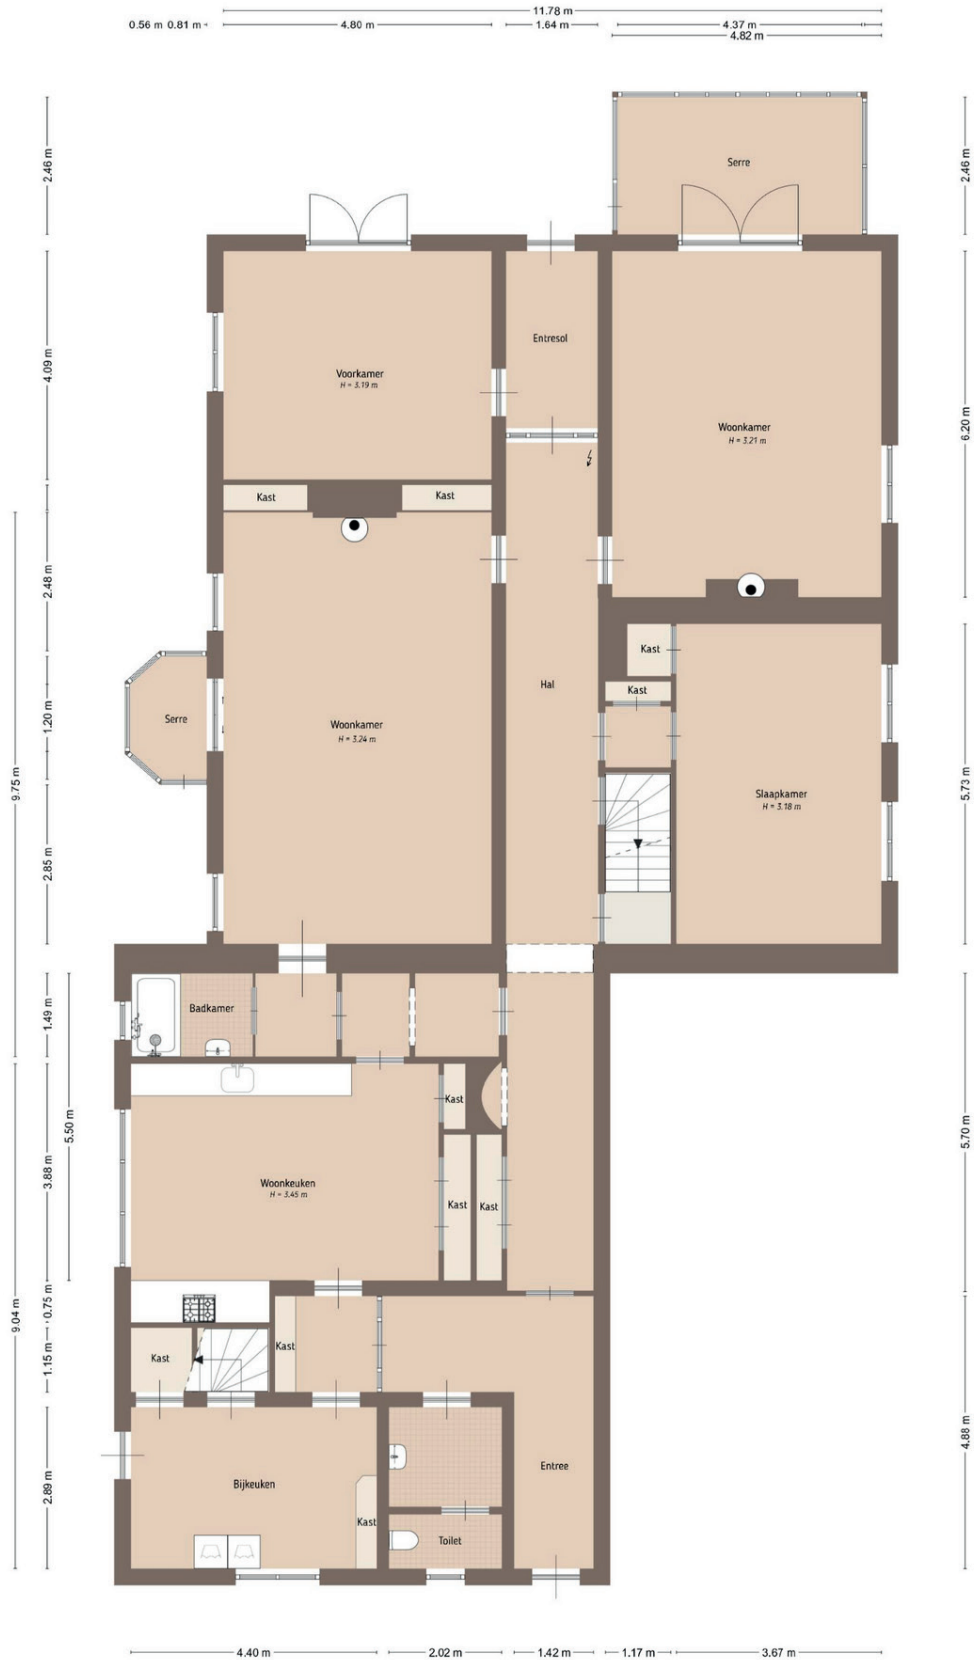 11.78 m
0.56 m 0.81 m
4.80 m
1.64 m
4.37 m
4.82 m
2.46 m
2.46 m
Serre
Entresol
4.09 m
Voorkamer
H = 3.19 m
6.20 m
Woonkamer
H = 3.21 m
Kast
Kast
2.48 m
Kast
Hal
Kast
1.20 m
Serre
Woonkamer
H = 3.24 m
9.75 m
5.73 m
Slaapkamer
H = 3.18 m
2.85 m
1.49 m
Badkamer
5.50 m
Kast
5.70 m
3.88 m
Woonkeuken
H = 3.45 m
Kast
Kast
0.75 m
9.04 m
1.15 m
Kast
Kast
4.88 m
2.89 m
Bijkeuken
Entree
Kast
Toilet
4.40 m
2.02 m
1.42 m
1.17 m
3.67 m